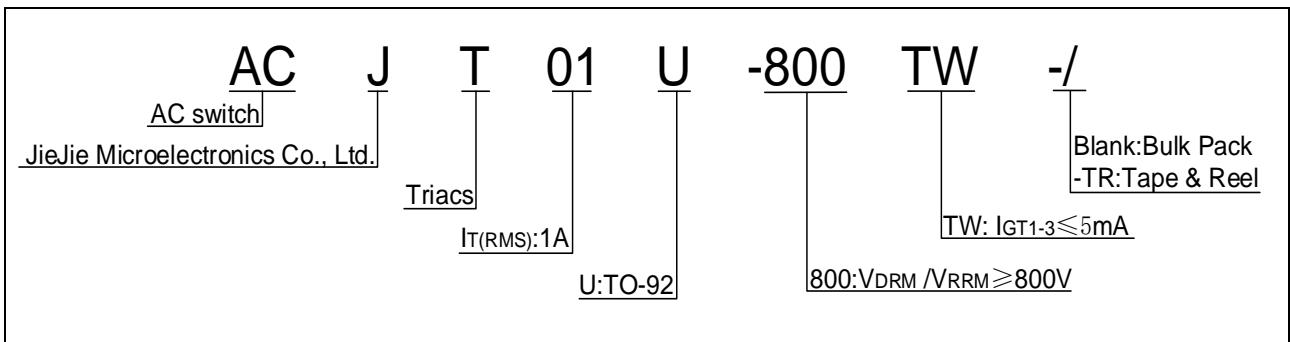 AC J T 01 U -800 TW -/
AC switch
JieJie Microelectronics Co., Ltd.
Triacs
IT(RMS):1A
U:TO-92
800:VDRM /VRRM≥800V
TW: IGT1-3≤5mA
Blank:Bulk Pack
-TR:Tape & Reel